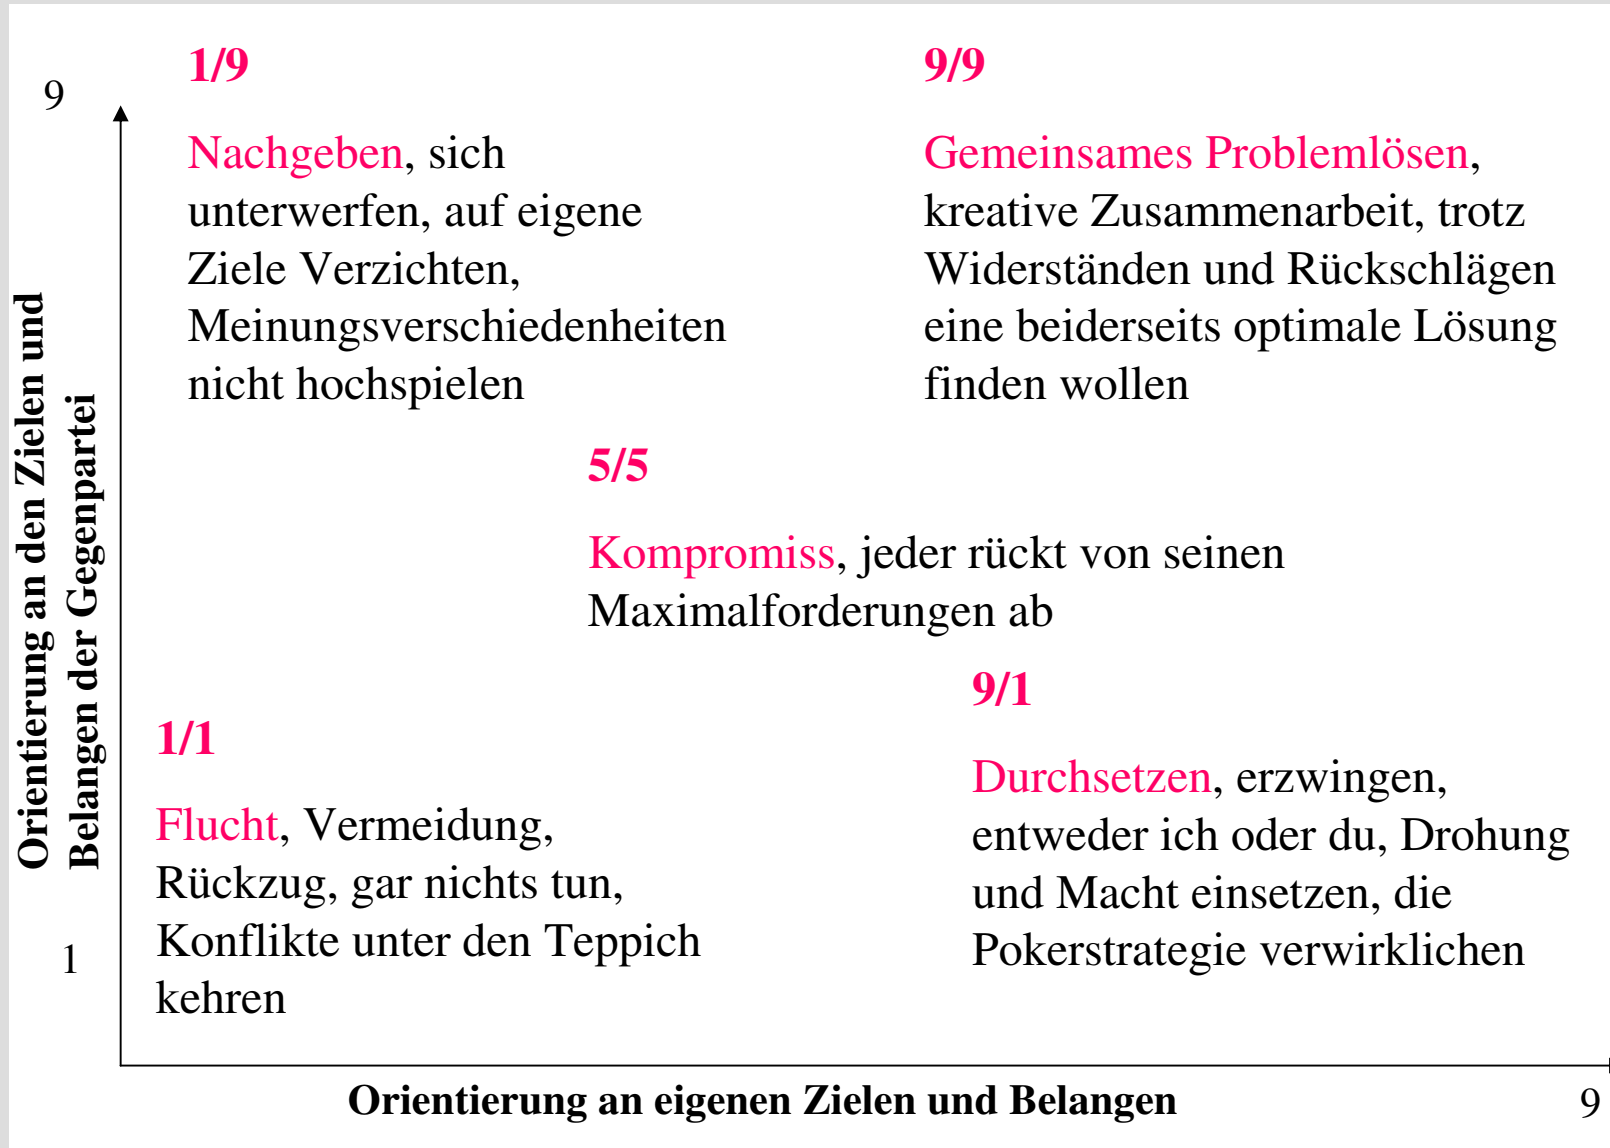 1/9
9/9
9
Nachgeben, sich
unterwerfen, auf eigene
Ziele Verzichten,
Meinungsverschiedenheiten
nicht hochspielen
Gemeinsames Problemlösen,
kreative Zusammenarbeit, trotz
Widerständen und Rückschlägen
eine beiderseits optimale Lösung
finden wollen
Orientierung an den Zielen und
Belangen der Gegenpartei
5/5
Kompromiss, jeder rückt von seinen
Maximalforderungen ab
1/1
Flucht, Vermeidung,
Rückzug, gar nichts tun,
Konflikte unter den Teppich
kehren
9/1
Durchsetzen, erzwingen,
entweder ich oder du, Drohung
und Macht einsetzen, die
Pokerstrategie verwirklichen
1
Orientierung an eigenen Zielen und Belangen
9